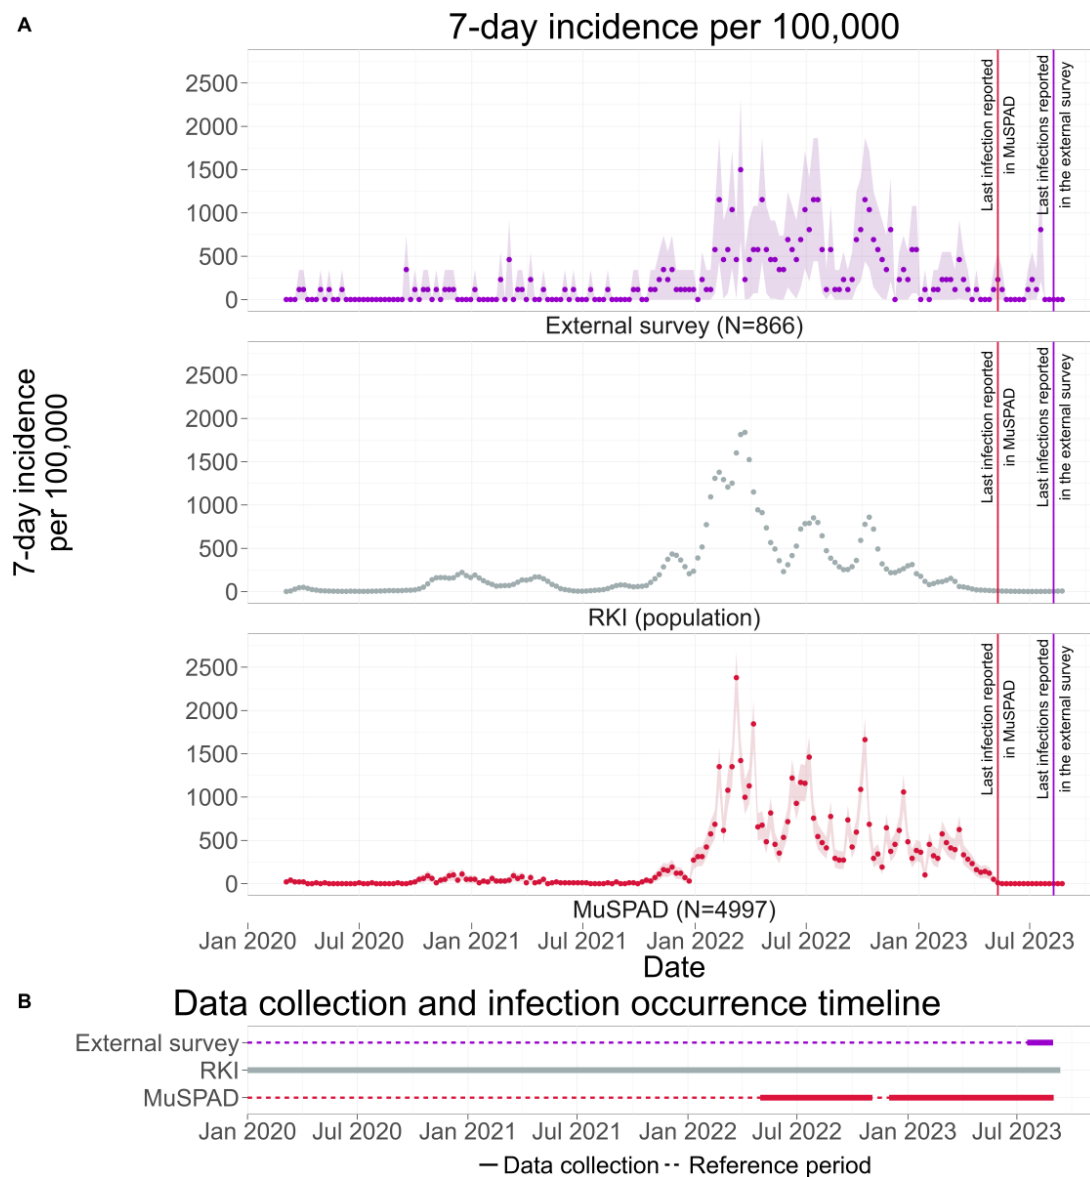 A
7-day incidence per 100,000
7-day incidence
per 100,000
2500
2000
1500
1000
500
0
Last infection reported
in MuSPAD
Last infections reported
in the external survey
External survey (N=866)
2500
2000
1500
1000
500
0
Last infection reported
in MuSPAD
Last infections reported
in the external survey
RKI (population)
2500
2000
1500
1000
500
0
Last infection reported
in MuSPAD
Last infections reported
in the external survey
MuSPAD (N=4997)
Jan 2020 Jul 2020 Jan 2021 Jul 2021 Jan 2022 Jul 2022 Jan 2023 Jul 2023
Date
B
Data collection and infection occurrence timeline
External survey
RKI
MuSPAD
Jan 2020 Jul 2020 Jan 2021 Jul 2021 Jan 2022 Jul 2022 Jan 2023 Jul 2023
Data collection Reference period